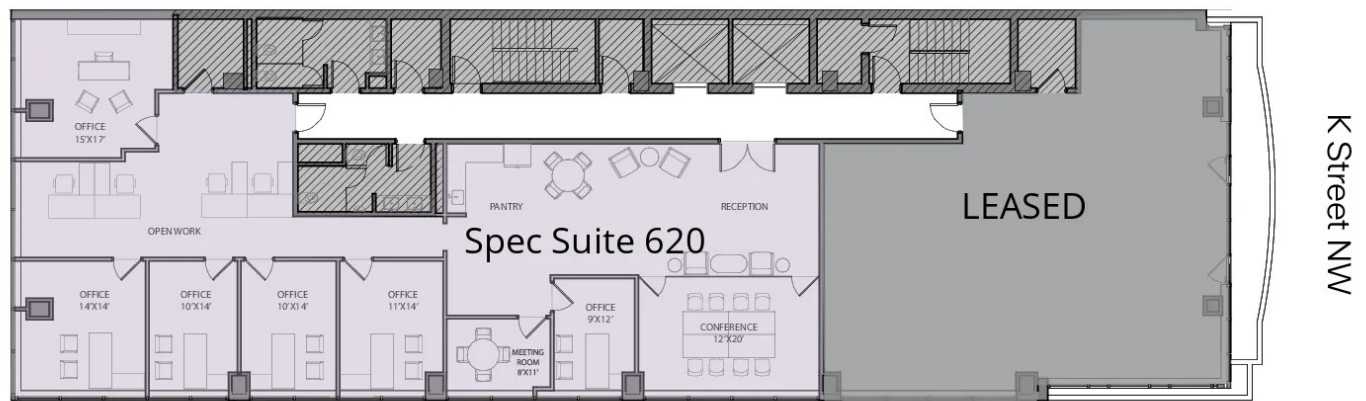 OFFICE
15'X17'
OPEN WORK
PANTRY
RECEPTION
Spec Suite 620
LEASED
K Street NW
OFFICE
14'X14'
OFFICE
10'X14'
OFFICE
10'X14'
OFFICE
11'X14'
MEETING
ROOM
8'X11'
OFFICE
9'X12'
CONFERENCE
12'X20'